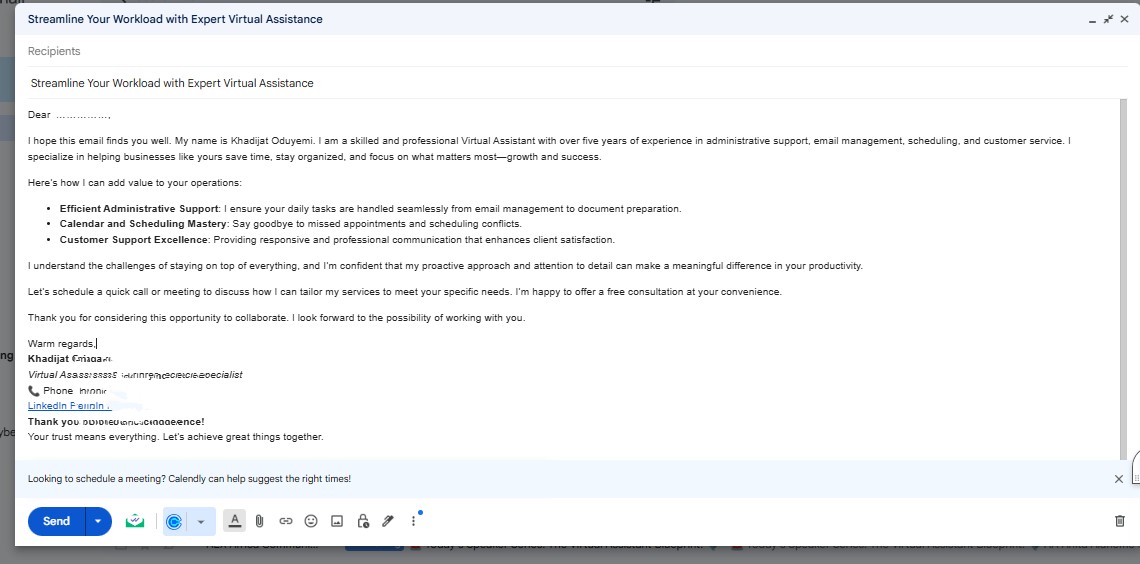 Streamline Your Workload with Expert Virtual Assistance
Recipients
Streamline Your Workload with Expert Virtual Assistance
Dear ……………,
I hope this email finds you well. My name is Khadijat Oduyemi. I am a skilled and professional Virtual Assistant with over five years of experience in administrative support, email management, scheduling, and customer service. I
specialize in helping businesses like yours save time, stay organized, and focus on what matters most—growth and success.
Here's how I can add value to your operations:
• Efficient Administrative Support: I ensure your daily tasks are handled seamlessly from email management to document preparation.
• Calendar and Scheduling Mastery: Say goodbye to missed appointments and scheduling conflicts.
• Customer Support Excellence: Providing responsive and professional communication that enhances client satisfaction.
I understand the challenges of staying on top of everything, and I'm confident that my proactive approach and attention to detail can make a meaningful difference in your productivity.
Let's schedule a quick call or meeting to discuss how I can tailor my services to meet your specific needs. I'm happy to offer a free consultation at your convenience.
Thank you for considering this opportunity to collaborate. I look forward to the possibility of working with you.
Warm regards,
Khadijat
Virtual
Phone
LinkedIn
Thank you
Your trust means everything. Let's achieve great things together.
Looking to schedule a meeting? Calendly can help suggest the right times!
Send